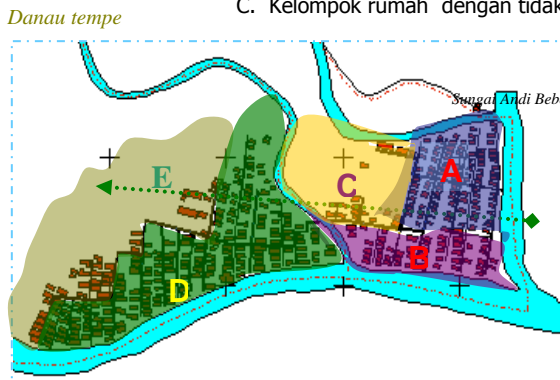 C. Kelompok rumah dengan tidak
Danau tempe
Sungai Andi Beb
E
C
A
B
D